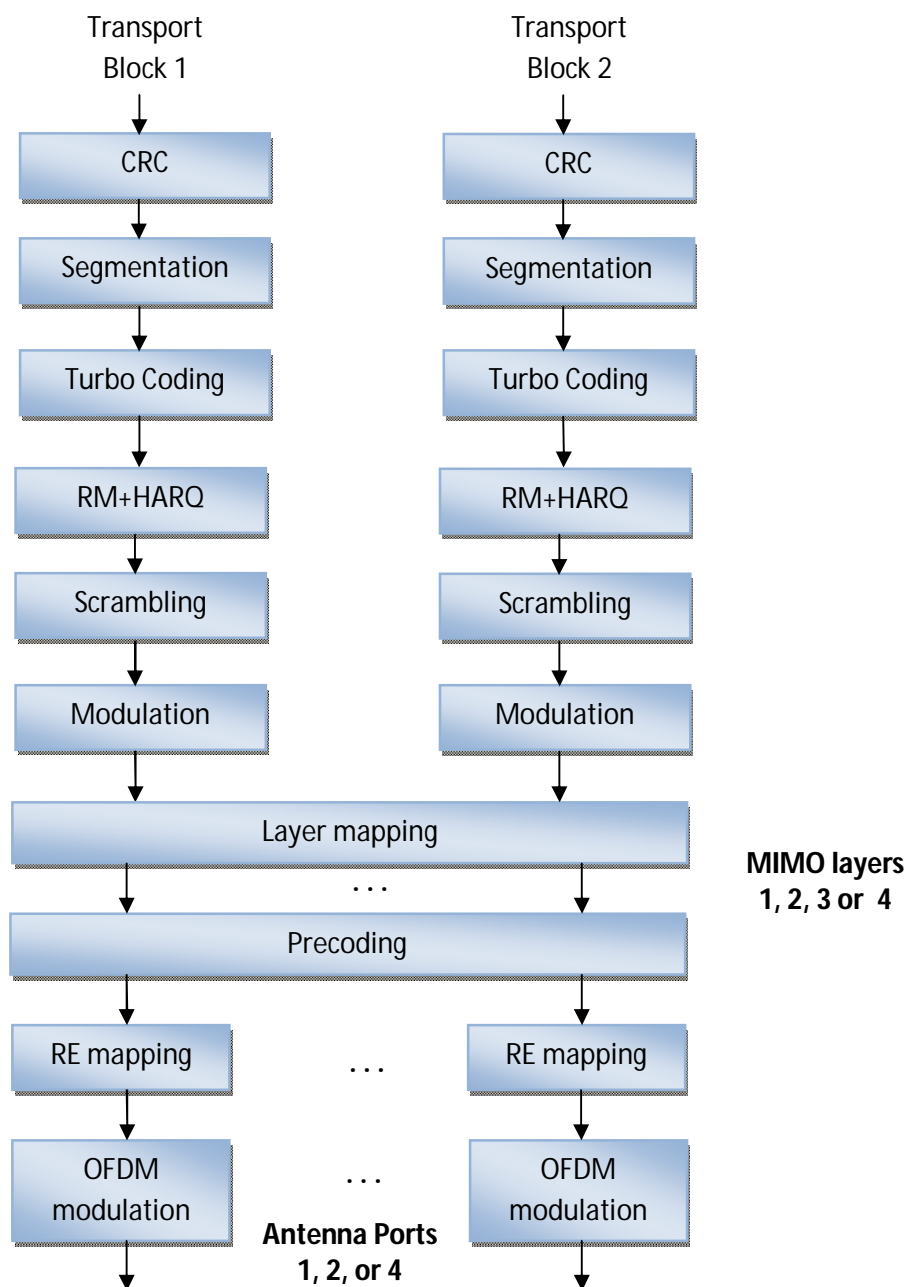 Transport
Block 1
Transport
Block 2
CRC
CRC
Segmentation
Segmentation
Turbo Coding
Turbo Coding
RM+HARQ
RM+HARQ
Scrambling
Scrambling
Modulation
Modulation
Layer mapping
. . .
MIMO layers
1, 2, 3 or 4
Precoding
RE mapping
. . .
RE mapping
OFDM
modulation
. . .
OFDM
modulation
Antenna Ports
1, 2, or 4